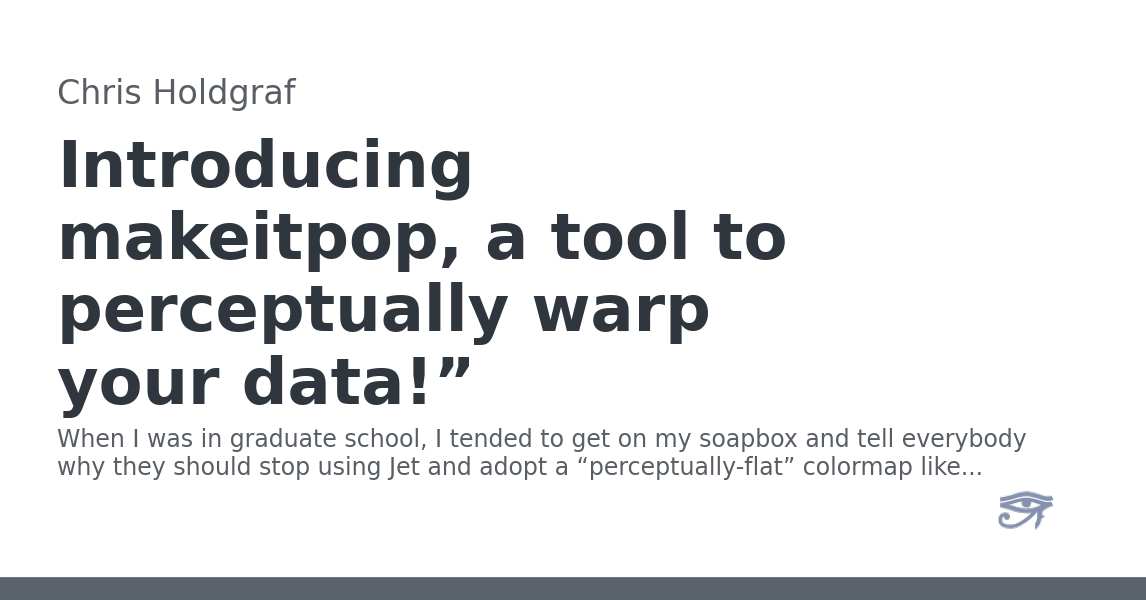 Chris Holdgraf
Introducing
makeitpop, a tool to
perceptually warp
your data!”
When I was in graduate school, I tended to get on my soapbox and tell everybody
why they should stop using Jet and adopt a “perceptually-flat” colormap like...